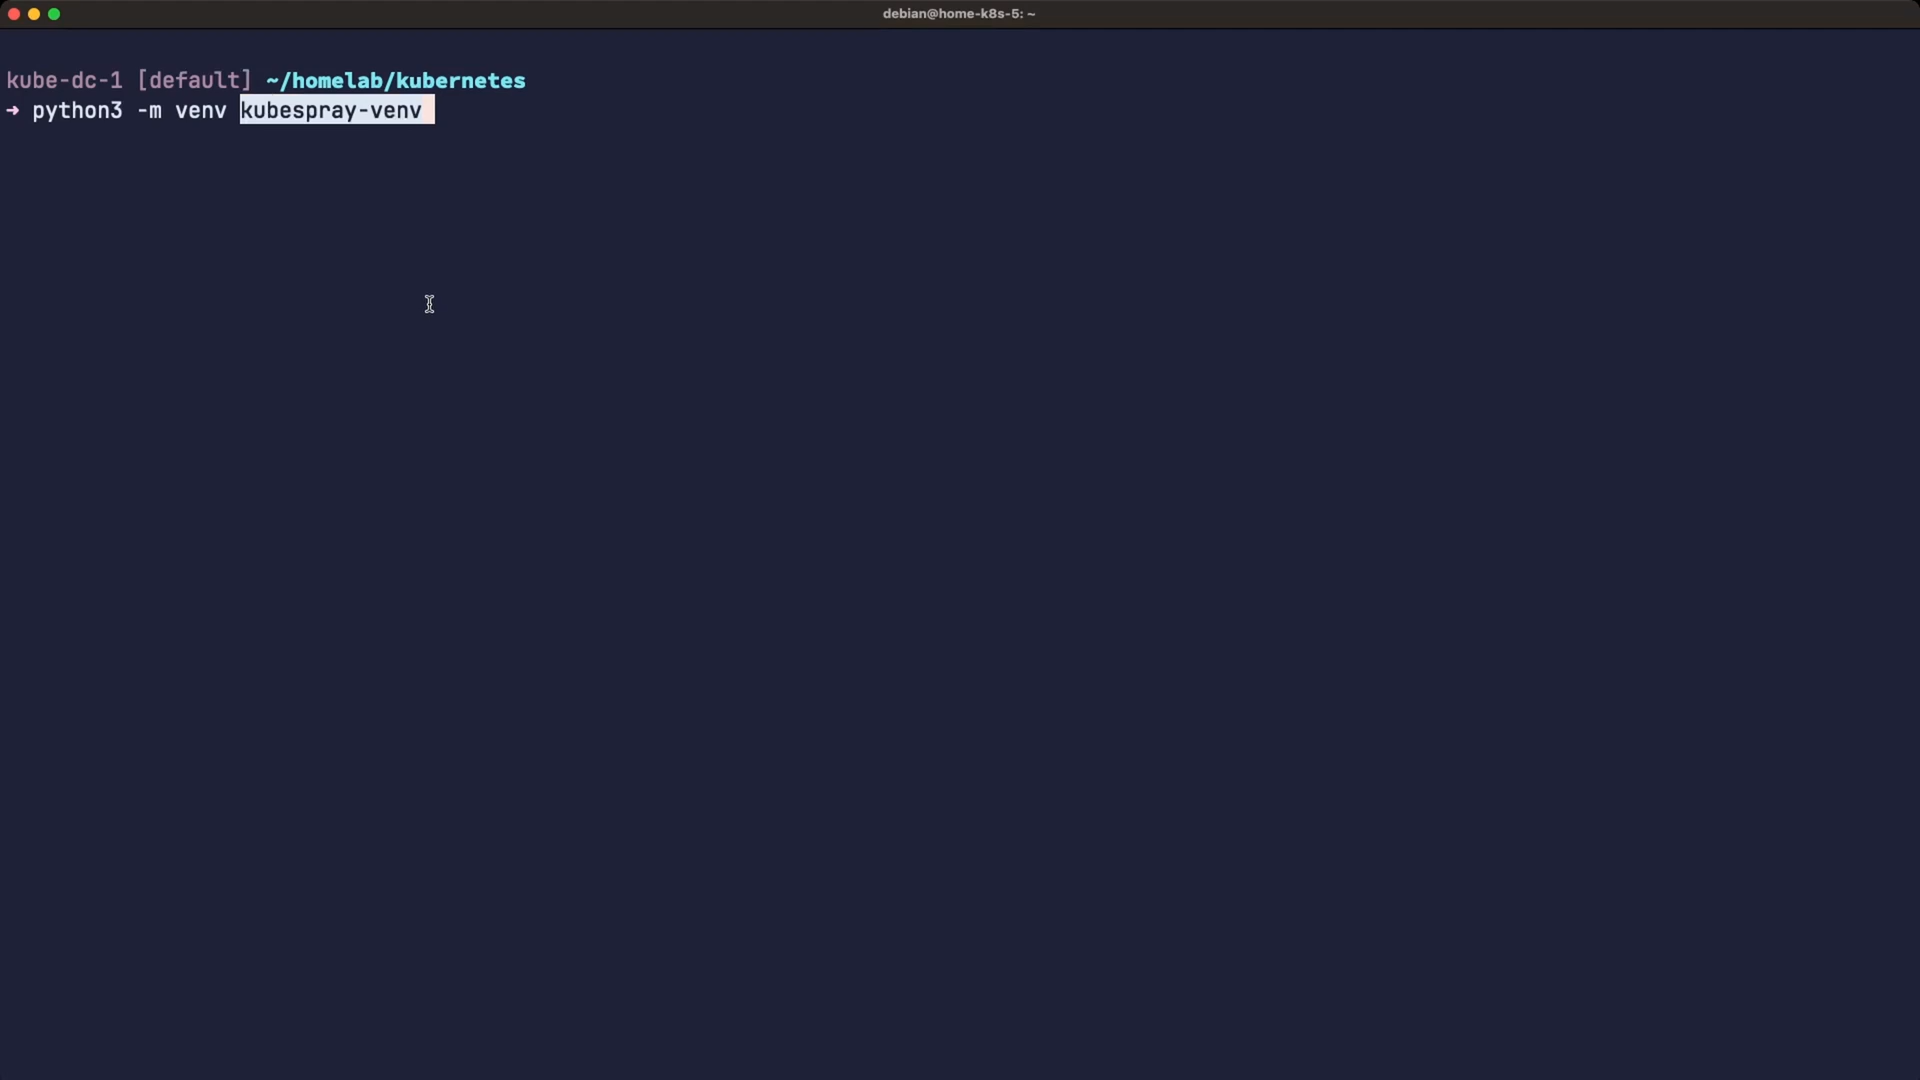 debian@home-k8s-5: ~
kube-dc-1 [default] ~/homelab/kubernetes
➜ python3 -m venv kubespray-venv